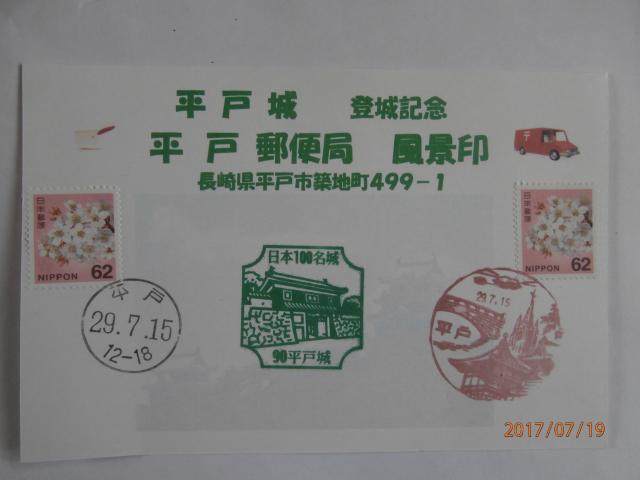 平戸城 登城記念
平戸郵便局 風景印
長崎県平戸市築地町499-1
日本郵便
NIPPON 62
日本郵便
NIPPON 62
平戸
29.7.15
12-18
日本100名城
90平戸城
29.7.15
平戸
2017/07/19